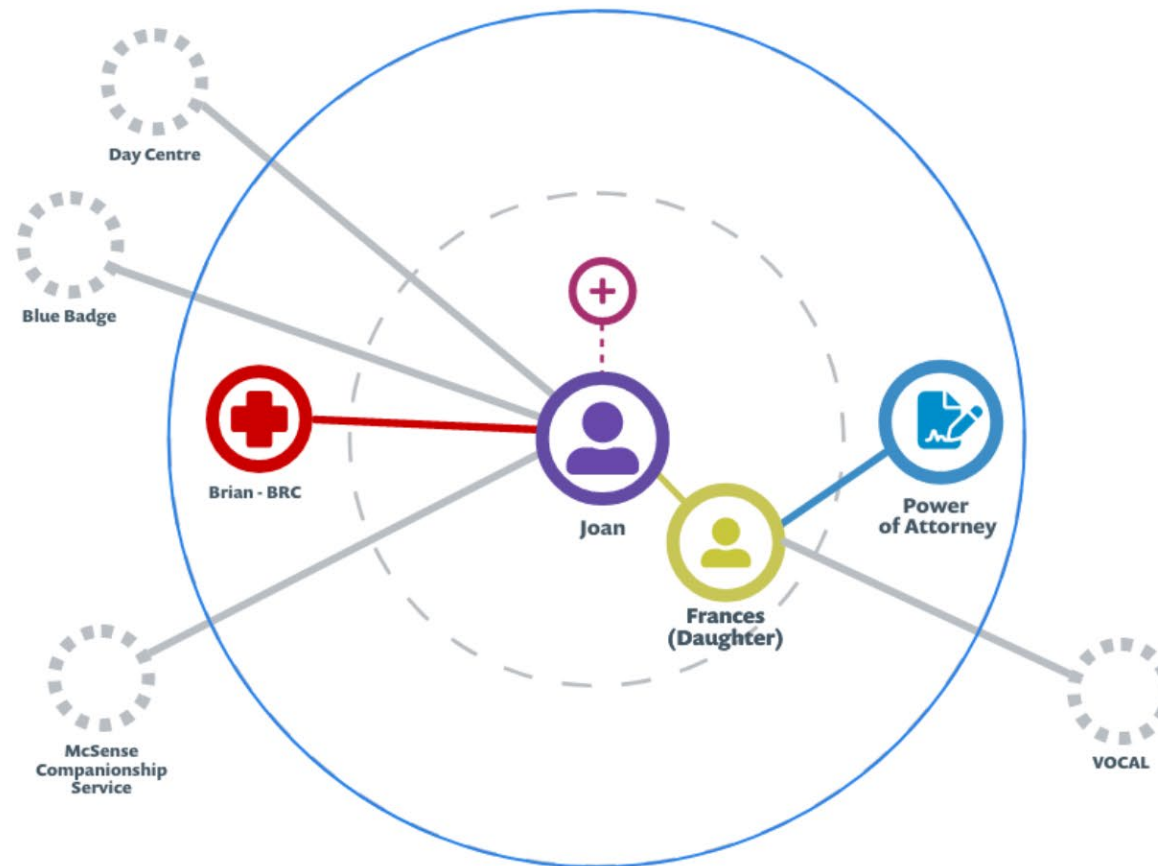 Day Centre
Blue Badge
Brian - BRC
Joan
Power
of Attorney
Frances
(Daughter)
McSense
Companionship
Service
VOCAL